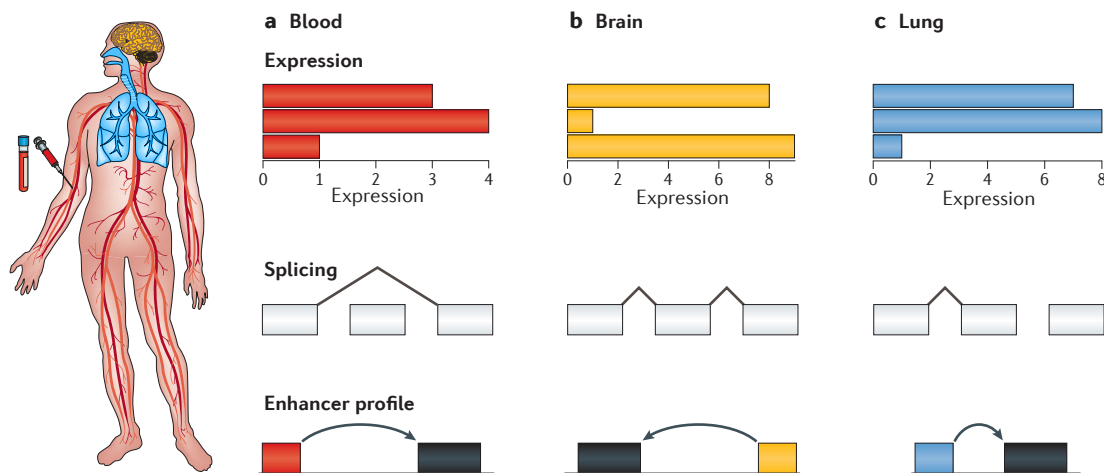 a Blood
b Brain
c Lung
Expression
0 1 2 3 4
Expression
0 2 4 6 8
Expression
0 2 4 6 8
Expression
Splicing
Enhancer profile